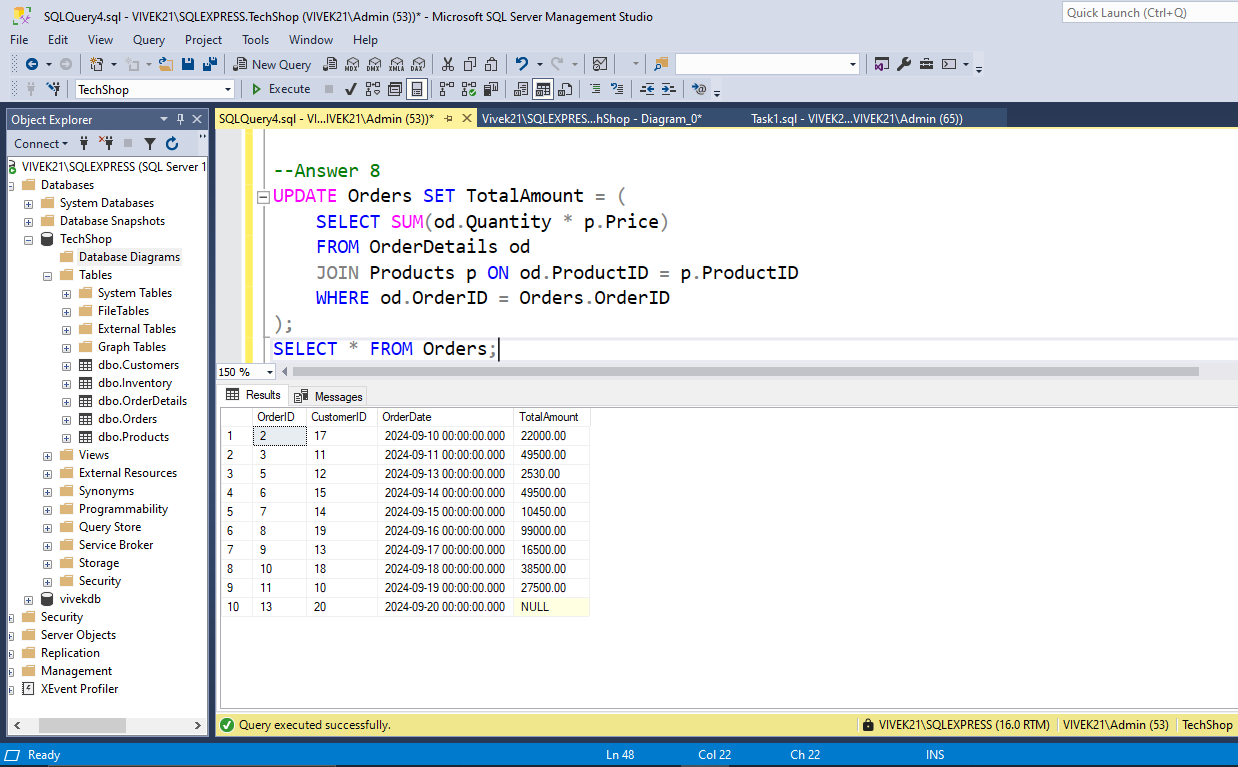 SQLQuery4.sql - VIVEK21\SQLEXPRESS.TechShop (VIVEK21\Admin (53))* - Microsoft SQL Server Management Studio
Quick Launch (Ctrl+Q)
File Edit View Query Project Tools Window Help
New Query MDX DMX XMLA DAX
TechShop Execute
Object Explorer
SQLQuery4.sql - VI...IVEK21\Admin (53))* Vivek21\SQLEXPRES...hShop - Diagram_0* Task1.sql - VIVEK2...VIVEK21\Admin (65))
Connect
VIVEK21\SQLEXPRESS (SQL Server 1
Databases
System Databases
Database Snapshots
TechShop
Database Diagrams
Tables
System Tables
FileTables
External Tables
Graph Tables
dbo.Customers
dbo.Inventory
dbo.OrderDetails
dbo.Orders
dbo.Products
Views
External Resources
Synonyms
Programmability
Query Store
Service Broker
Storage
Security
vivekdb
Security
Server Objects
Replication
Management
XEvent Profiler
--Answer 8
UPDATE Orders SET TotalAmount = (
SELECT SUM(od.Quantity * p.Price)
FROM OrderDetails od
JOIN Products p ON od.ProductID = p.ProductID
WHERE od.OrderID = Orders.OrderID
);
SELECT * FROM Orders;
150 %
Results Messages
OrderID CustomerID OrderDate TotalAmount
1 2 17 2024-09-10 00:00:00.000 22000.00
2 3 11 2024-09-11 00:00:00.000 49500.00
3 5 12 2024-09-13 00:00:00.000 2530.00
4 6 15 2024-09-14 00:00:00.000 49500.00
5 7 14 2024-09-15 00:00:00.000 10450.00
6 8 19 2024-09-16 00:00:00.000 99000.00
7 9 13 2024-09-17 00:00:00.000 16500.00
8 10 18 2024-09-18 00:00:00.000 38500.00
9 11 10 2024-09-19 00:00:00.000 27500.00
10 13 20 2024-09-20 00:00:00.000 NULL
Query executed successfully. VIVEK21\SQLEXPRESS (16.0 RTM) VIVEK21\Admin (53) TechShop
Ready Ln 48 Col 22 Ch 22 INS